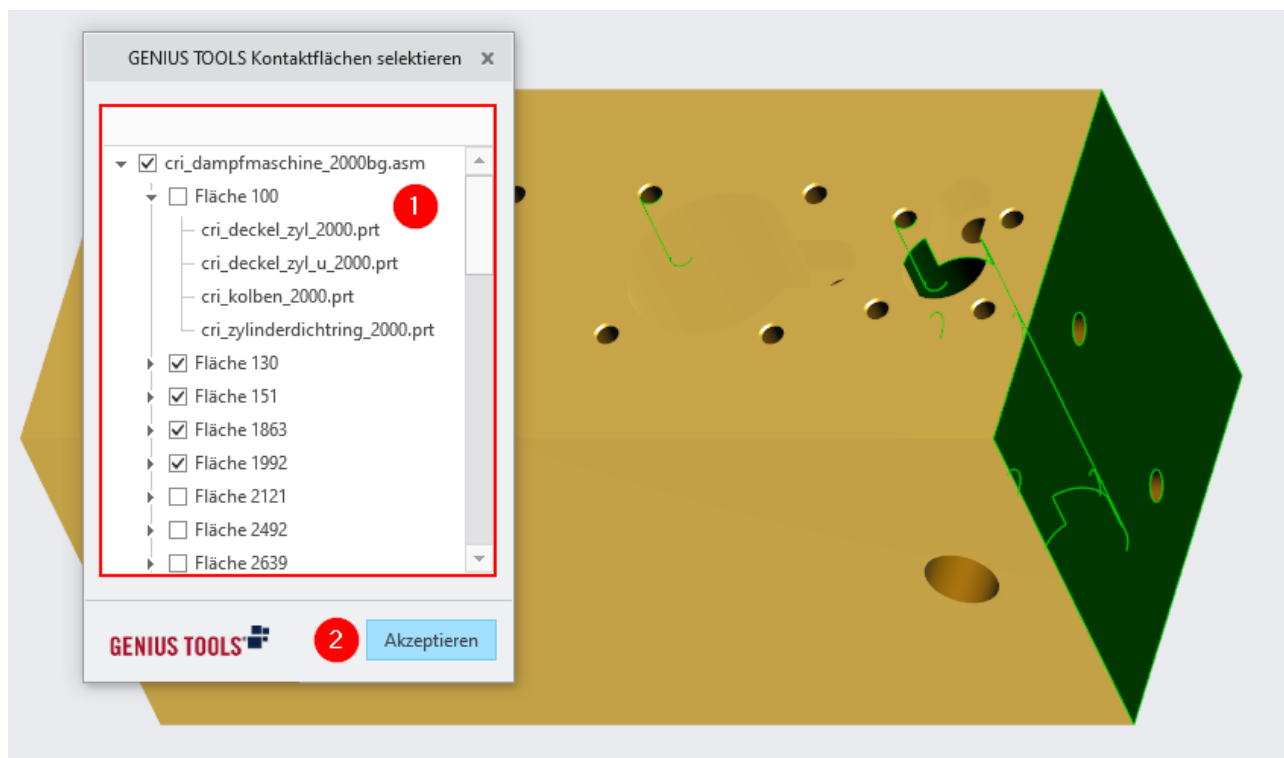 GENIUS TOOLS Kontaktflächen selektieren x
cri_dampfmaschine_2000bg.asm
Fläche 100
1
cri_deckel_zyl_2000.prt
cri_deckel_zyl_u_2000.prt
cri_kolben_2000.prt
cri_zylinderdichtring_2000.prt
Fläche 130
Fläche 151
Fläche 1863
Fläche 1992
Fläche 2121
Fläche 2492
Fläche 2639
GENIUS TOOLS
2
Akzeptieren